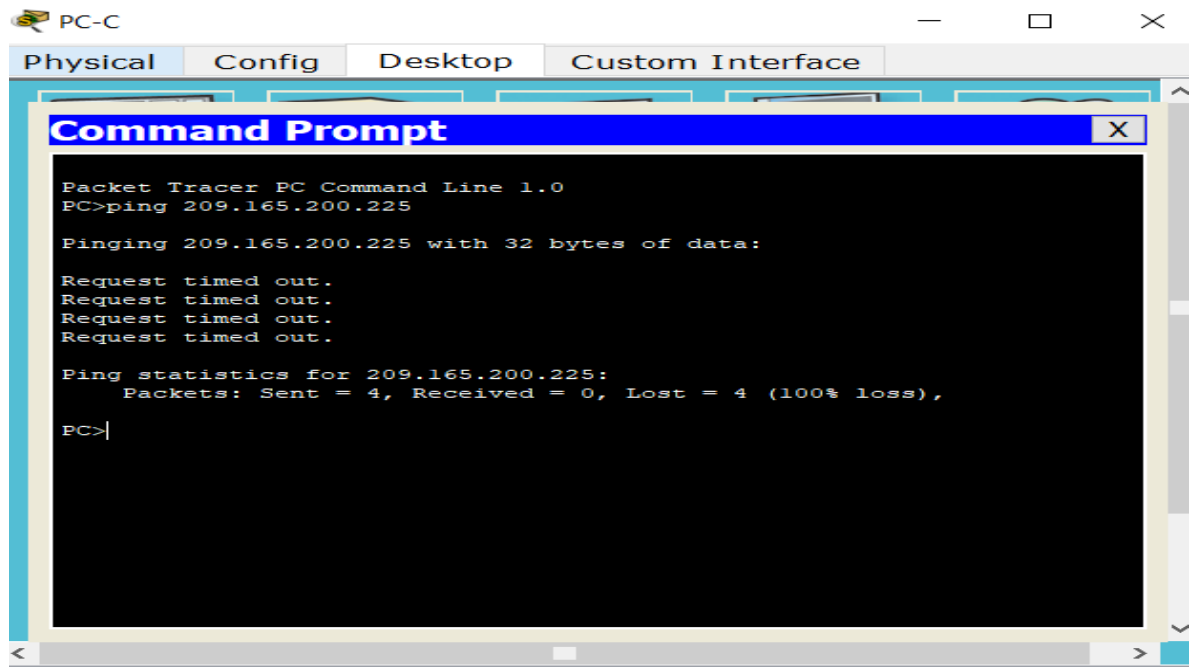 PC-C
Physical Config Desktop Custom Interface
Command Prompt X
Packet Tracer PC Command Line 1.0
PC>ping 209.165.200.225
Pinging 209.165.200.225 with 32 bytes of data:
Request timed out.
Request timed out.
Request timed out.
Request timed out.
Ping statistics for 209.165.200.225:
Packets: Sent = 4, Received = 0, Lost = 4 (100% loss),
PC>